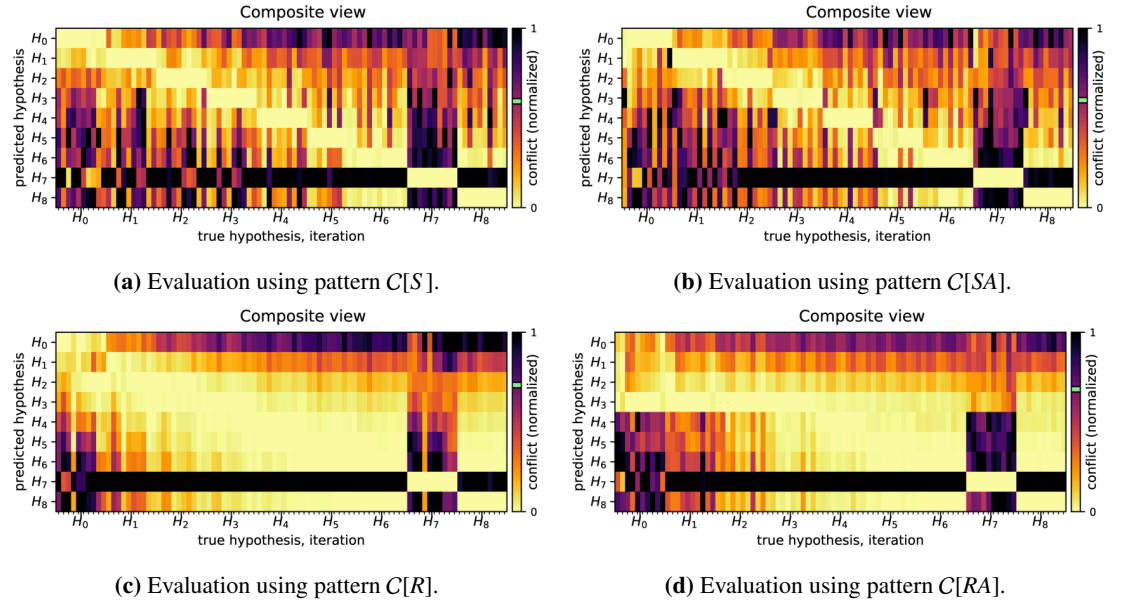 Composite view
predicted hypothesis
H₀
H₁
H₂
H₃
H₄
H₅
H₆
H₇
H₈
H₀ H₁ H₂ H₃ H₄ H₅ H₆ H₇ H₈
true hypothesis, iteration
1
0
conflict (normalized)
(a) Evaluation using pattern C[S].
Composite view
predicted hypothesis
H₀
H₁
H₂
H₃
H₄
H₅
H₆
H₇
H₈
H₀ H₁ H₂ H₃ H₄ H₅ H₆ H₇ H₈
true hypothesis, iteration
1
0
conflict (normalized)
(b) Evaluation using pattern C[SA].
Composite view
predicted hypothesis
H₀
H₁
H₂
H₃
H₄
H₅
H₆
H₇
H₈
H₀ H₁ H₂ H₃ H₄ H₅ H₆ H₇ H₈
true hypothesis, iteration
1
0
conflict (normalized)
(c) Evaluation using pattern C[R].
Composite view
predicted hypothesis
H₀
H₁
H₂
H₃
H₄
H₅
H₆
H₇
H₈
H₀ H₁ H₂ H₃ H₄ H₅ H₆ H₇ H₈
true hypothesis, iteration
1
0
conflict (normalized)
(d) Evaluation using pattern C[RA].